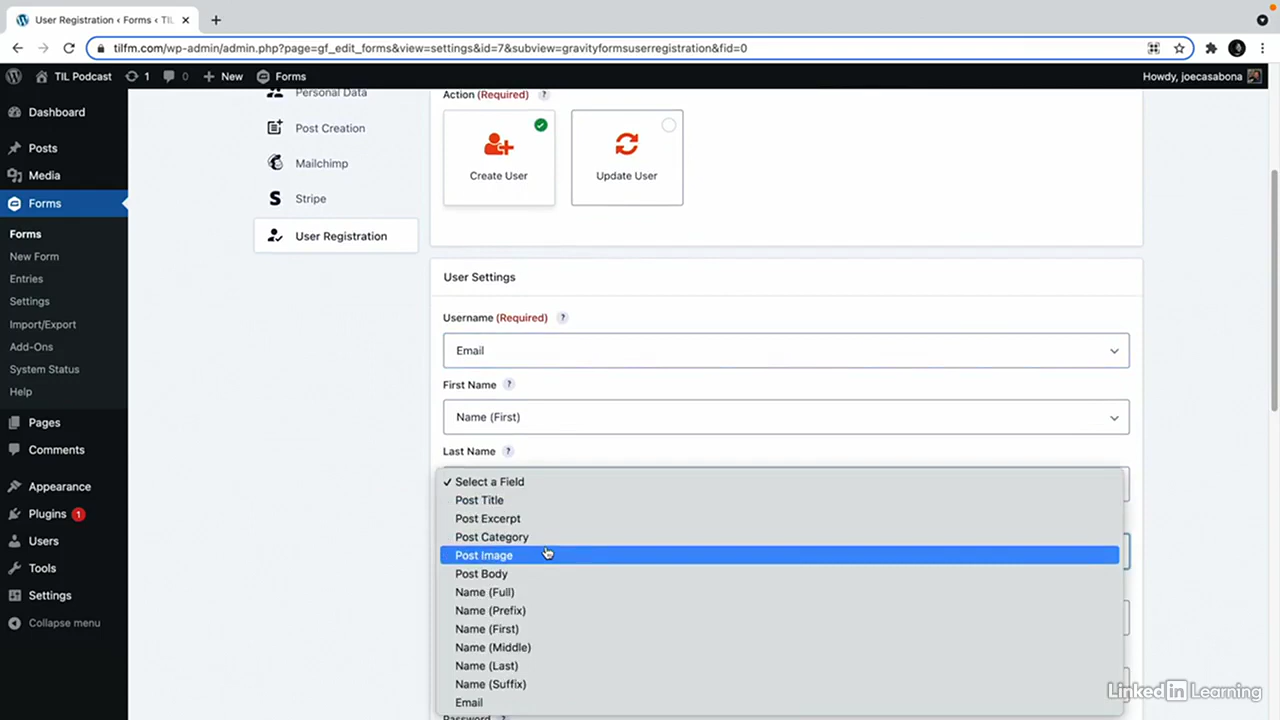 User Registration ‹ Forms ‹ TIL
tilfm.com/wp-admin/admin.php?page=gf_edit_forms&view=settings&id=7&subview=gravityformsuserregistration&fid=0
TIL Podcast
1
0
New
Forms
Howdy, joecasabona
Dashboard
Posts
Media
Forms
Forms
New Form
Entries
Settings
Import/Export
Add-Ons
System Status
Help
Pages
Comments
Appearance
Plugins 1
Users
Tools
Settings
Collapse menu
Personal Data
Post Creation
Mailchimp
Stripe
User Registration
Action (Required) ?
Create User
Update User
User Settings
Username (Required) ?
Email
First Name ?
Name (First)
Last Name ?
✓ Select a Field
Post Title
Post Excerpt
Post Category
Post Image
Post Body
Name (Full)
Name (Prefix)
Name (First)
Name (Middle)
Name (Last)
Name (Suffix)
Email
Password ?
LinkedIn Learning